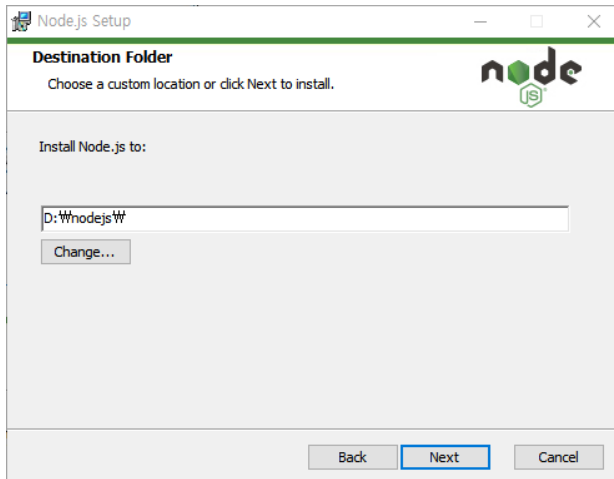 Node.js Setup
Destination Folder
Choose a custom location or click Next to install.
node
JS
Install Node.js to:
D:₩nodejs₩
Change...
Back Next Cancel